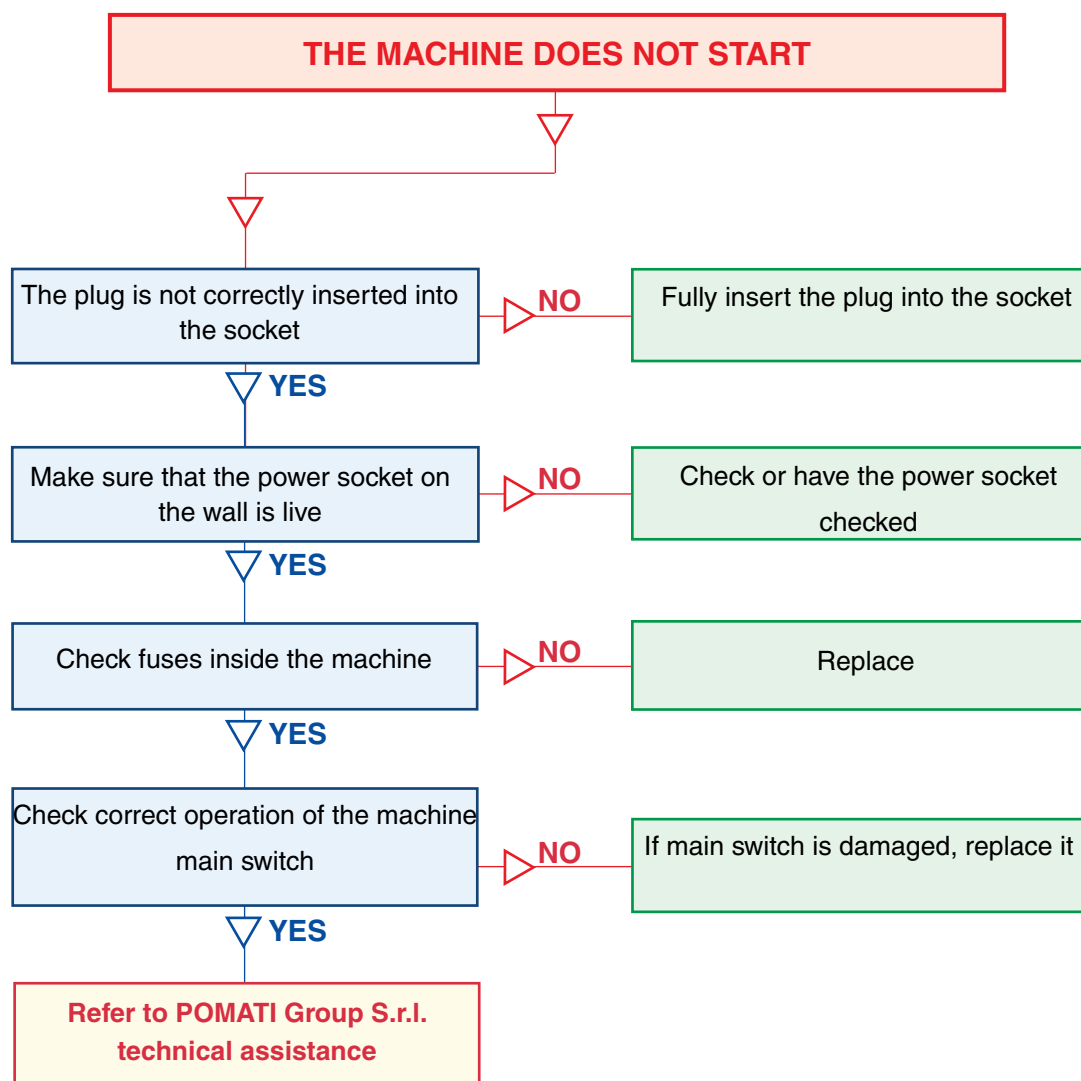 THE MACHINE DOES NOT START
The plug is not correctly inserted into
the socket
NO
Fully insert the plug into the socket
YES
Make sure that the power socket on
the wall is live
NO
Check or have the power socket
checked
YES
Check fuses inside the machine
NO
Replace
YES
Check correct operation of the machine
main switch
NO
If main switch is damaged, replace it
YES
Refer to POMATI Group S.r.l.
technical assistance